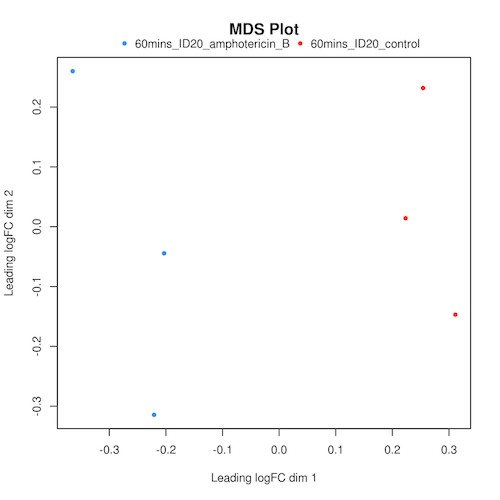 MDS Plot
60mins_ID20_amphotericin_B 60mins_ID20_control
0.2
0.1
0.0
-0.1
-0.2
-0.3
Leading logFC dim 2
-0.3 -0.2 -0.1 0.0 0.1 0.2 0.3
Leading logFC dim 1